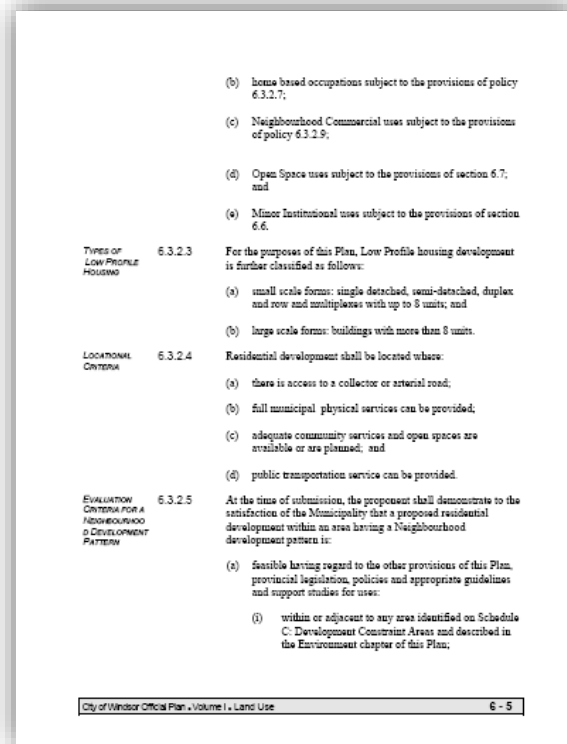 (b) home based occupations subject to the provisions of policy
6.3.2.7;
(c) Neighbourhood Commercial uses subject to the provisions
of policy 6.3.2.9;
(d) Open Space uses subject to the provisions of section 6.7;
and
(e) Minor Institutional uses subject to the provisions of section
6.6.
TYPES OF
LOW PROFILE
HOUSING
6.3.2.3
For the purposes of this Plan, Low Profile housing development
is further classified as follows:
(a) small scale forms: single detached, semi-detached, duplex
and row and multiplexes with up to 8 units; and
(b) large scale forms: buildings with more than 8 units.
LOCATIONAL
CRITERIA
6.3.2.4
Residential development shall be located where:
(a) there is access to a collector or arterial road;
(b) full municipal physical services can be provided;
(c) adequate community services and open spaces are
available or are planned; and
(d) public transportation service can be provided.
EVALUATION
CRITERIA FOR A
NEIGHBOURHOO
D DEVELOPMENT
PATTERN
6.3.2.5
At the time of submission, the proponent shall demonstrate to the
satisfaction of the Municipality that a proposed residential
development within an area having a Neighbourhood
development pattern is:
(a) feasible having regard to the other provisions of this Plan,
provincial legislation, policies and appropriate guidelines
and support studies for uses:
(i) within or adjacent to any area identified on Schedule
C: Development Constraint Areas and described in
the Environment chapter of this Plan;
City of Windsor Official Plan • Volume I • Land Use 6 - 5